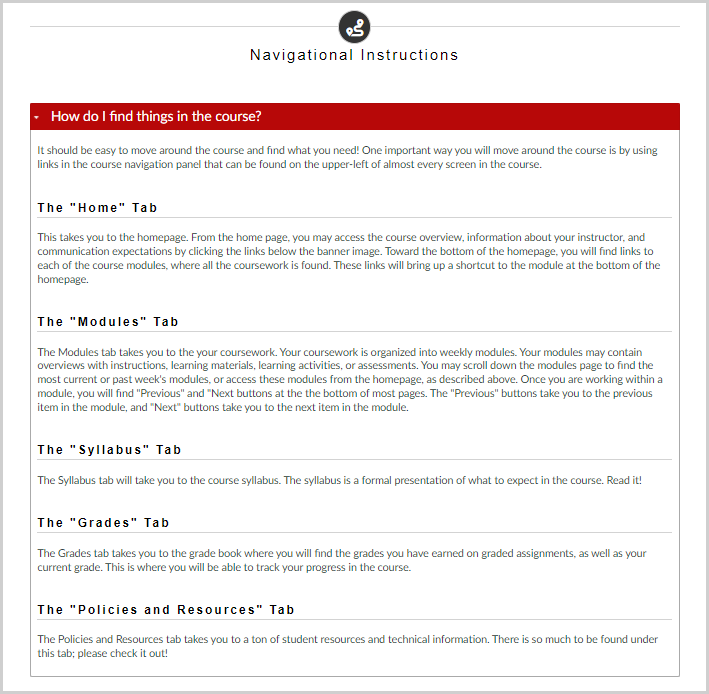 Navigational Instructions
How do I find things in the course?
It should be easy to move around the course and find what you need! One important way you will move around the course is by using
links in the course navigation panel that can be found on the upper-left of almost every screen in the course.
The "Home" Tab
This takes you to the homepage. From the home page, you may access the course overview, information about your instructor, and
communication expectations by clicking the links below the banner image. Toward the bottom of the homepage, you will find links to
each of the course modules, where all the coursework is found. These links will bring up a shortcut to the module at the bottom of the
homepage.
The "Modules" Tab
The Modules tab takes you to the your coursework. Your coursework is organized into weekly modules. Your modules may contain
overviews with instructions, learning materials, learning activities, or assessments. You may scroll down the modules page to find the
most current or past week's modules, or access these modules from the homepage, as described above. Once you are working within a
module, you will find "Previous" and "Next buttons at the the bottom of most pages. The "Previous" buttons take you to the previous
item in the module, and "Next" buttons take you to the next item in the module.
The "Syllabus" Tab
The Syllabus tab will take you to the course syllabus. The syllabus is a formal presentation of what to expect in the course. Read it!
The "Grades" Tab
The Grades tab takes you to the grade book where you will find the grades you have earned on graded assignments, as well as your
current grade. This is where you will be able to track your progress in the course.
The "Policies and Resources" Tab
The Policies and Resources tab takes you to a ton of student resources and technical information. There is so much to be found under
this tab; please check it out!